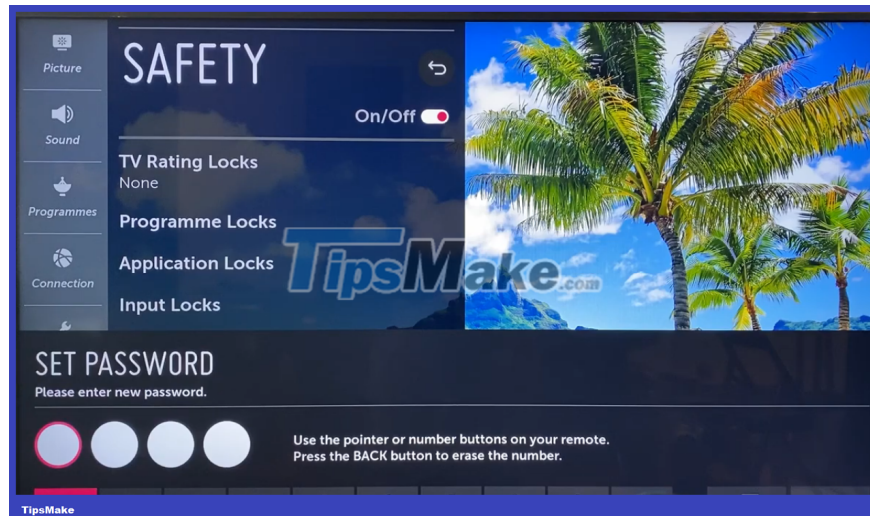 Picture
Sound
Programmes
Connection
SAFETY
On/Off
TV Rating Locks
None
Programme Locks
Application Locks
Input Locks
TipsMake.com
SET PASSWORD
Please enter new password.
Use the pointer or number buttons on your remote.
Press the BACK button to erase the number.
TipsMake